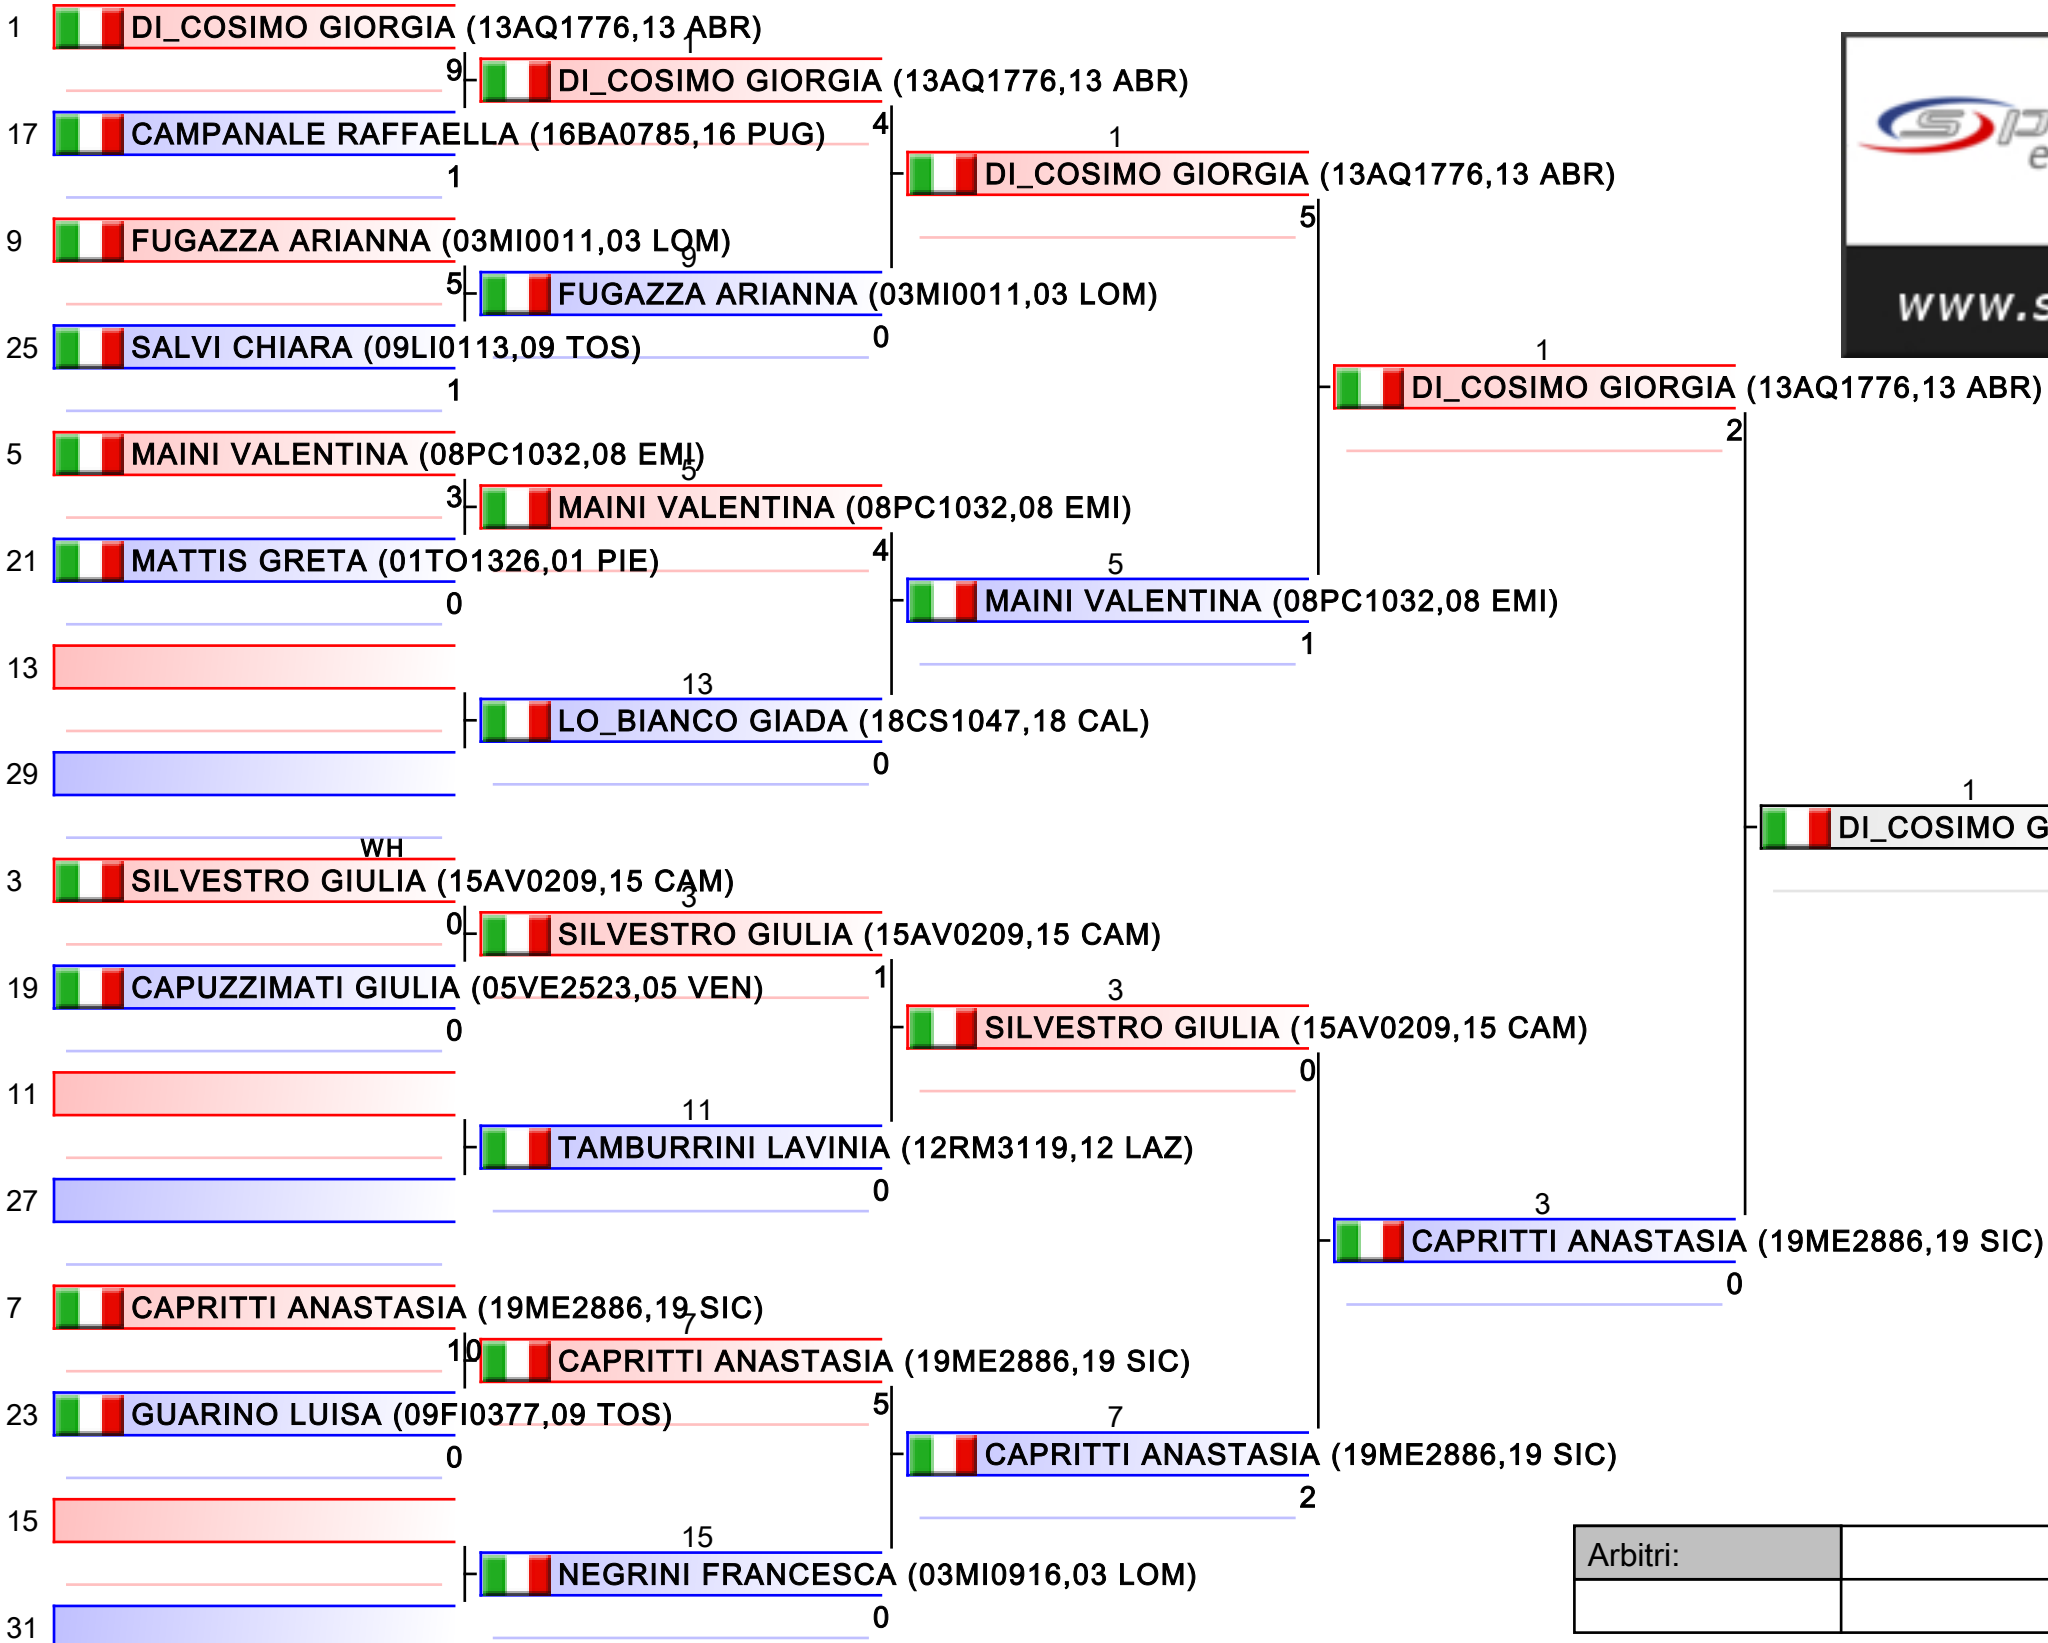 1 DI_COSIMO GIORGIA (13AQ1776,13 ABR)
9
1
DI_COSIMO GIORGIA (13AQ1776,13 ABR)
4
17 CAMPANALE RAFFAELLA (16BA0785,16 PUG)
1
1
DI_COSIMO GIORGIA (13AQ1776,13 ABR)
5
9 FUGAZZA ARIANNA (03MI0011,03 LOM)
5
9
FUGAZZA ARIANNA (03MI0011,03 LOM)
0
25 SALVI CHIARA (09LI0113,09 TOS)
1
1
DI_COSIMO GIORGIA (13AQ1776,13 ABR)
2
5 MAINI VALENTINA (08PC1032,08 EMI)
3
5
MAINI VALENTINA (08PC1032,08 EMI)
4
21 MATTIS GRETA (01TO1326,01 PIE)
0
5
MAINI VALENTINA (08PC1032,08 EMI)
1
13
13
LO_BIANCO GIADA (18CS1047,18 CAL)
0
29
1
DI_COSIMO G
WH
3 SILVESTRO GIULIA (15AV0209,15 CAM)
0
3
SILVESTRO GIULIA (15AV0209,15 CAM)
1
19 CAPUZZIMATI GIULIA (05VE2523,05 VEN)
0
3
SILVESTRO GIULIA (15AV0209,15 CAM)
0
11
11
TAMBURRINI LAVINIA (12RM3119,12 LAZ)
0
27
3
CAPRITTI ANASTASIA (19ME2886,19 SIC)
0
7 CAPRITTI ANASTASIA (19ME2886,19 SIC)
10
7
CAPRITTI ANASTASIA (19ME2886,19 SIC)
5
23 GUARINO LUISA (09FI0377,09 TOS)
0
7
CAPRITTI ANASTASIA (19ME2886,19 SIC)
2
15
15
NEGRINI FRANCESCA (03MI0916,03 LOM)
0
31
www.s
Arbitri: